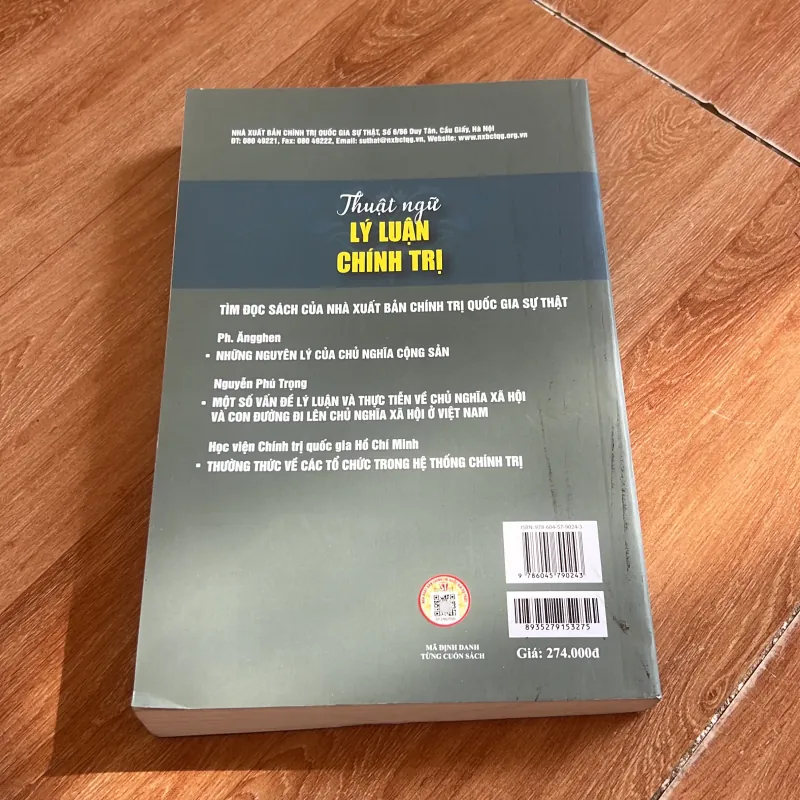 NHÀ XUẤT BẢN CHÍNH TRỊ QUỐC GIA SỰ THẬT, Số 6/86 Duy Tân, Cầu Giấy, Hà Nội
ĐT: 080 49221, Fax: 080 49222, Email: suthat@nxbctqg.vn, Website: www.nxbctqg.org.vn
Thuật ngữ
LÝ LUẬN
CHÍNH TRỊ
TÌM ĐỌC SÁCH CỦA NHÀ XUẤT BẢN CHÍNH TRỊ QUỐC GIA SỰ THẬT
Ph. Ăngghen
▪ NHỮNG NGUYÊN LÝ CỦA CHỦ NGHĨA CỘNG SẢN
Nguyễn Phú Trọng
▪ MỘT SỐ VẤN ĐỀ LÝ LUẬN VÀ THỰC TIỄN VỀ CHỦ NGHĨA XÃ HỘI
VÀ CON ĐƯỜNG ĐI LÊN CHỦ NGHĨA XÃ HỘI Ở VIỆT NAM
Học viện Chính trị quốc gia Hồ Chí Minh
▪ THƯỜNG THỨC VỀ CÁC TỔ CHỨC TRONG HỆ THỐNG CHÍNH TRỊ
ISBN: 978-604-57-9024-3
9 786045 790243
8935279153275
MÃ ĐỊNH DANH
TỪNG CUỐN SÁCH
Giá: 274.000đ